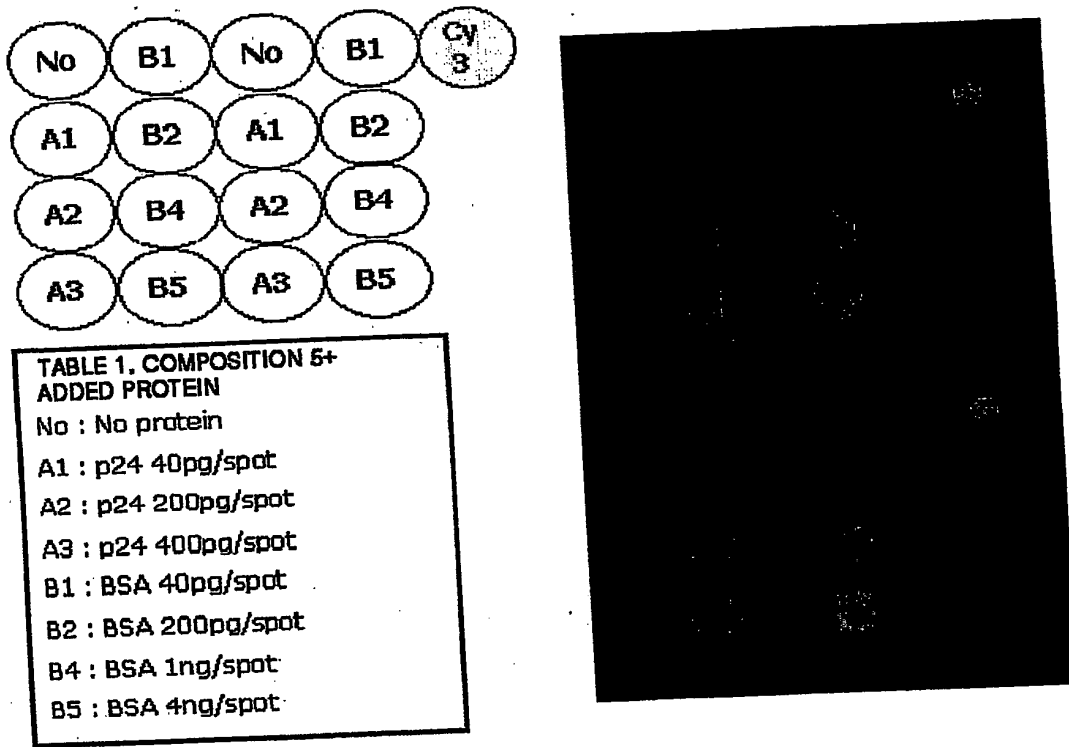 No B1 No B1 Cy
3
A1 B2 A1 B2
A2 B4 A2 B4
A3 B5 A3 B5
TABLE 1. COMPOSITION 5+
ADDED PROTEIN
No : No protein
A1 : p24 40pg/spot
A2 : p24 200pg/spot
A3 : p24 400pg/spot
B1 : BSA 40pg/spot
B2 : BSA 200pg/spot
B4 : BSA 1ng/spot
B5 : BSA 4ng/spot